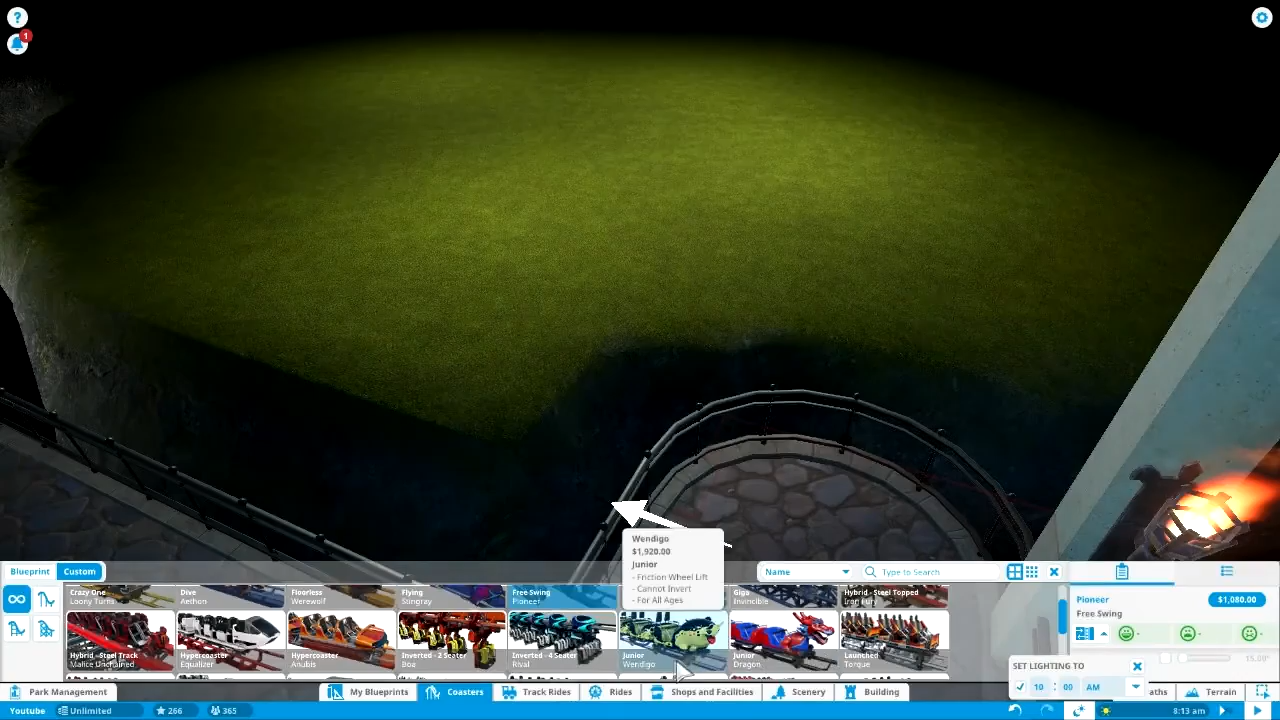 ?
1
Wendigo
$1,920.00
Junior
- Friction Wheel Lift
- Cannot Invert
- For All Ages
Blueprint
Custom
Name
Type to Search
Crazy One
Loony Turns
Dive
Aethon
Floorless
Werewolf
Flying
Stingray
Free Swing
Pioneer
Giga
Invincible
Hybrid - Steel Topped
Iron Fury
Hybrid - Steel Track
Malice Unchained
Hypercoaster
Equalizer
Hypercoaster
Anubis
Inverted - 2 Seater
Boa
Inverted - 4 Seater
Rival
Junior
Wendigo
Junior
Dragon
Launched
Torque
Pioneer
$1,080.00
Free Swing
15.00°
SET LIGHTING TO
10 : 00 AM
Park Management
My Blueprints
Coasters
Track Rides
Rides
Shops and Facilities
Scenery
Building
aths
Terrain
Youtube
Unlimited
266
365
8:13 am